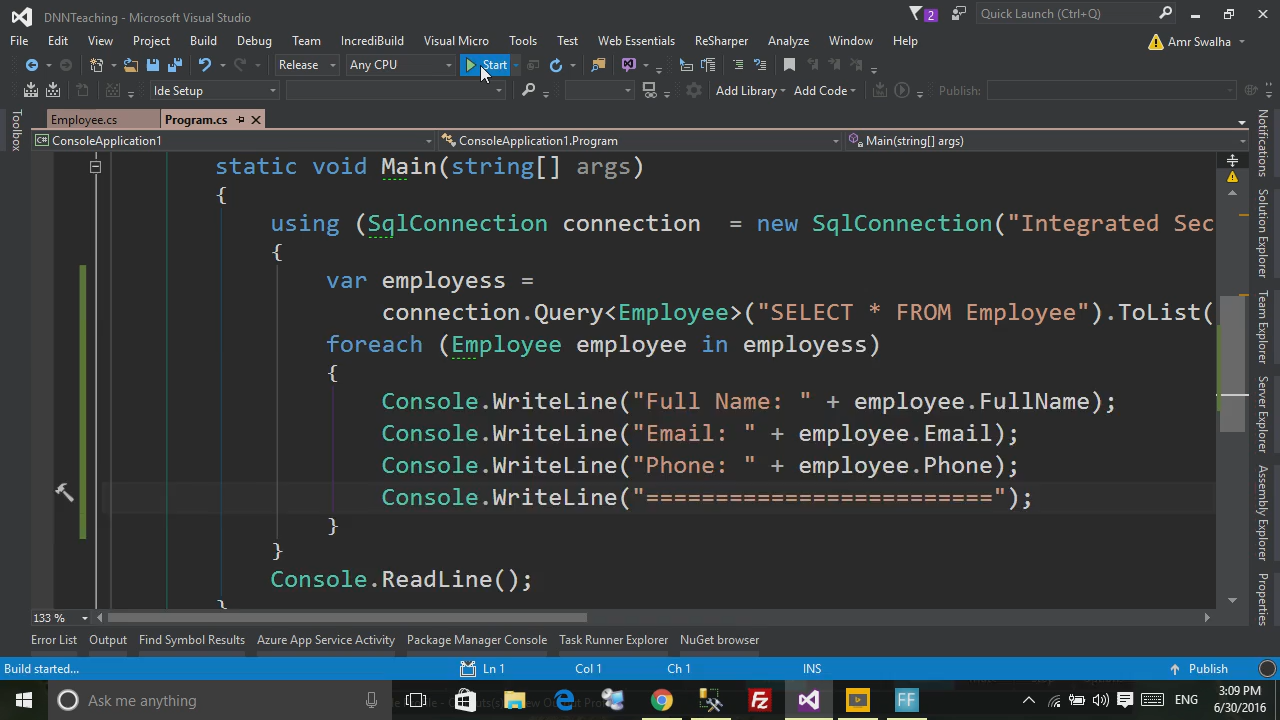 DNNTeaching - Microsoft Visual Studio
2
Quick Launch (Ctrl+Q)
File Edit View Project Build Debug Team IncrediBuild Visual Micro Tools Test Web Essentials ReSharper Analyze Window Help
Amr Swalha
Release Any CPU Start
Ide Setup Add Library Add Code Publish:
Employee.cs Program.cs
ConsoleApplication1 ConsoleApplication1.Program Main(string[] args)
Toolbox
static void Main(string[] args)
{
using (SqlConnection connection = new SqlConnection("Integrated Sec
{
var employess =
connection.Query<Employee>("SELECT * FROM Employee").ToList(
foreach (Employee employee in employess)
{
Console.WriteLine("Full Name: " + employee.FullName);
Console.WriteLine("Email: " + employee.Email);
Console.WriteLine("Phone: " + employee.Phone);
Console.WriteLine("=========================");
}
}
Console.ReadLine();
}
Notifications
Solution Explorer
Team Explorer
Server Explorer
Assembly Explorer
Properties
133 %
Error List Output Find Symbol Results Azure App Service Activity Package Manager Console Task Runner Explorer NuGet browser
Build started... Ln 1 Col 1 Ch 1 INS Publish
Ask me anything
ENG
3:09 PM
6/30/2016